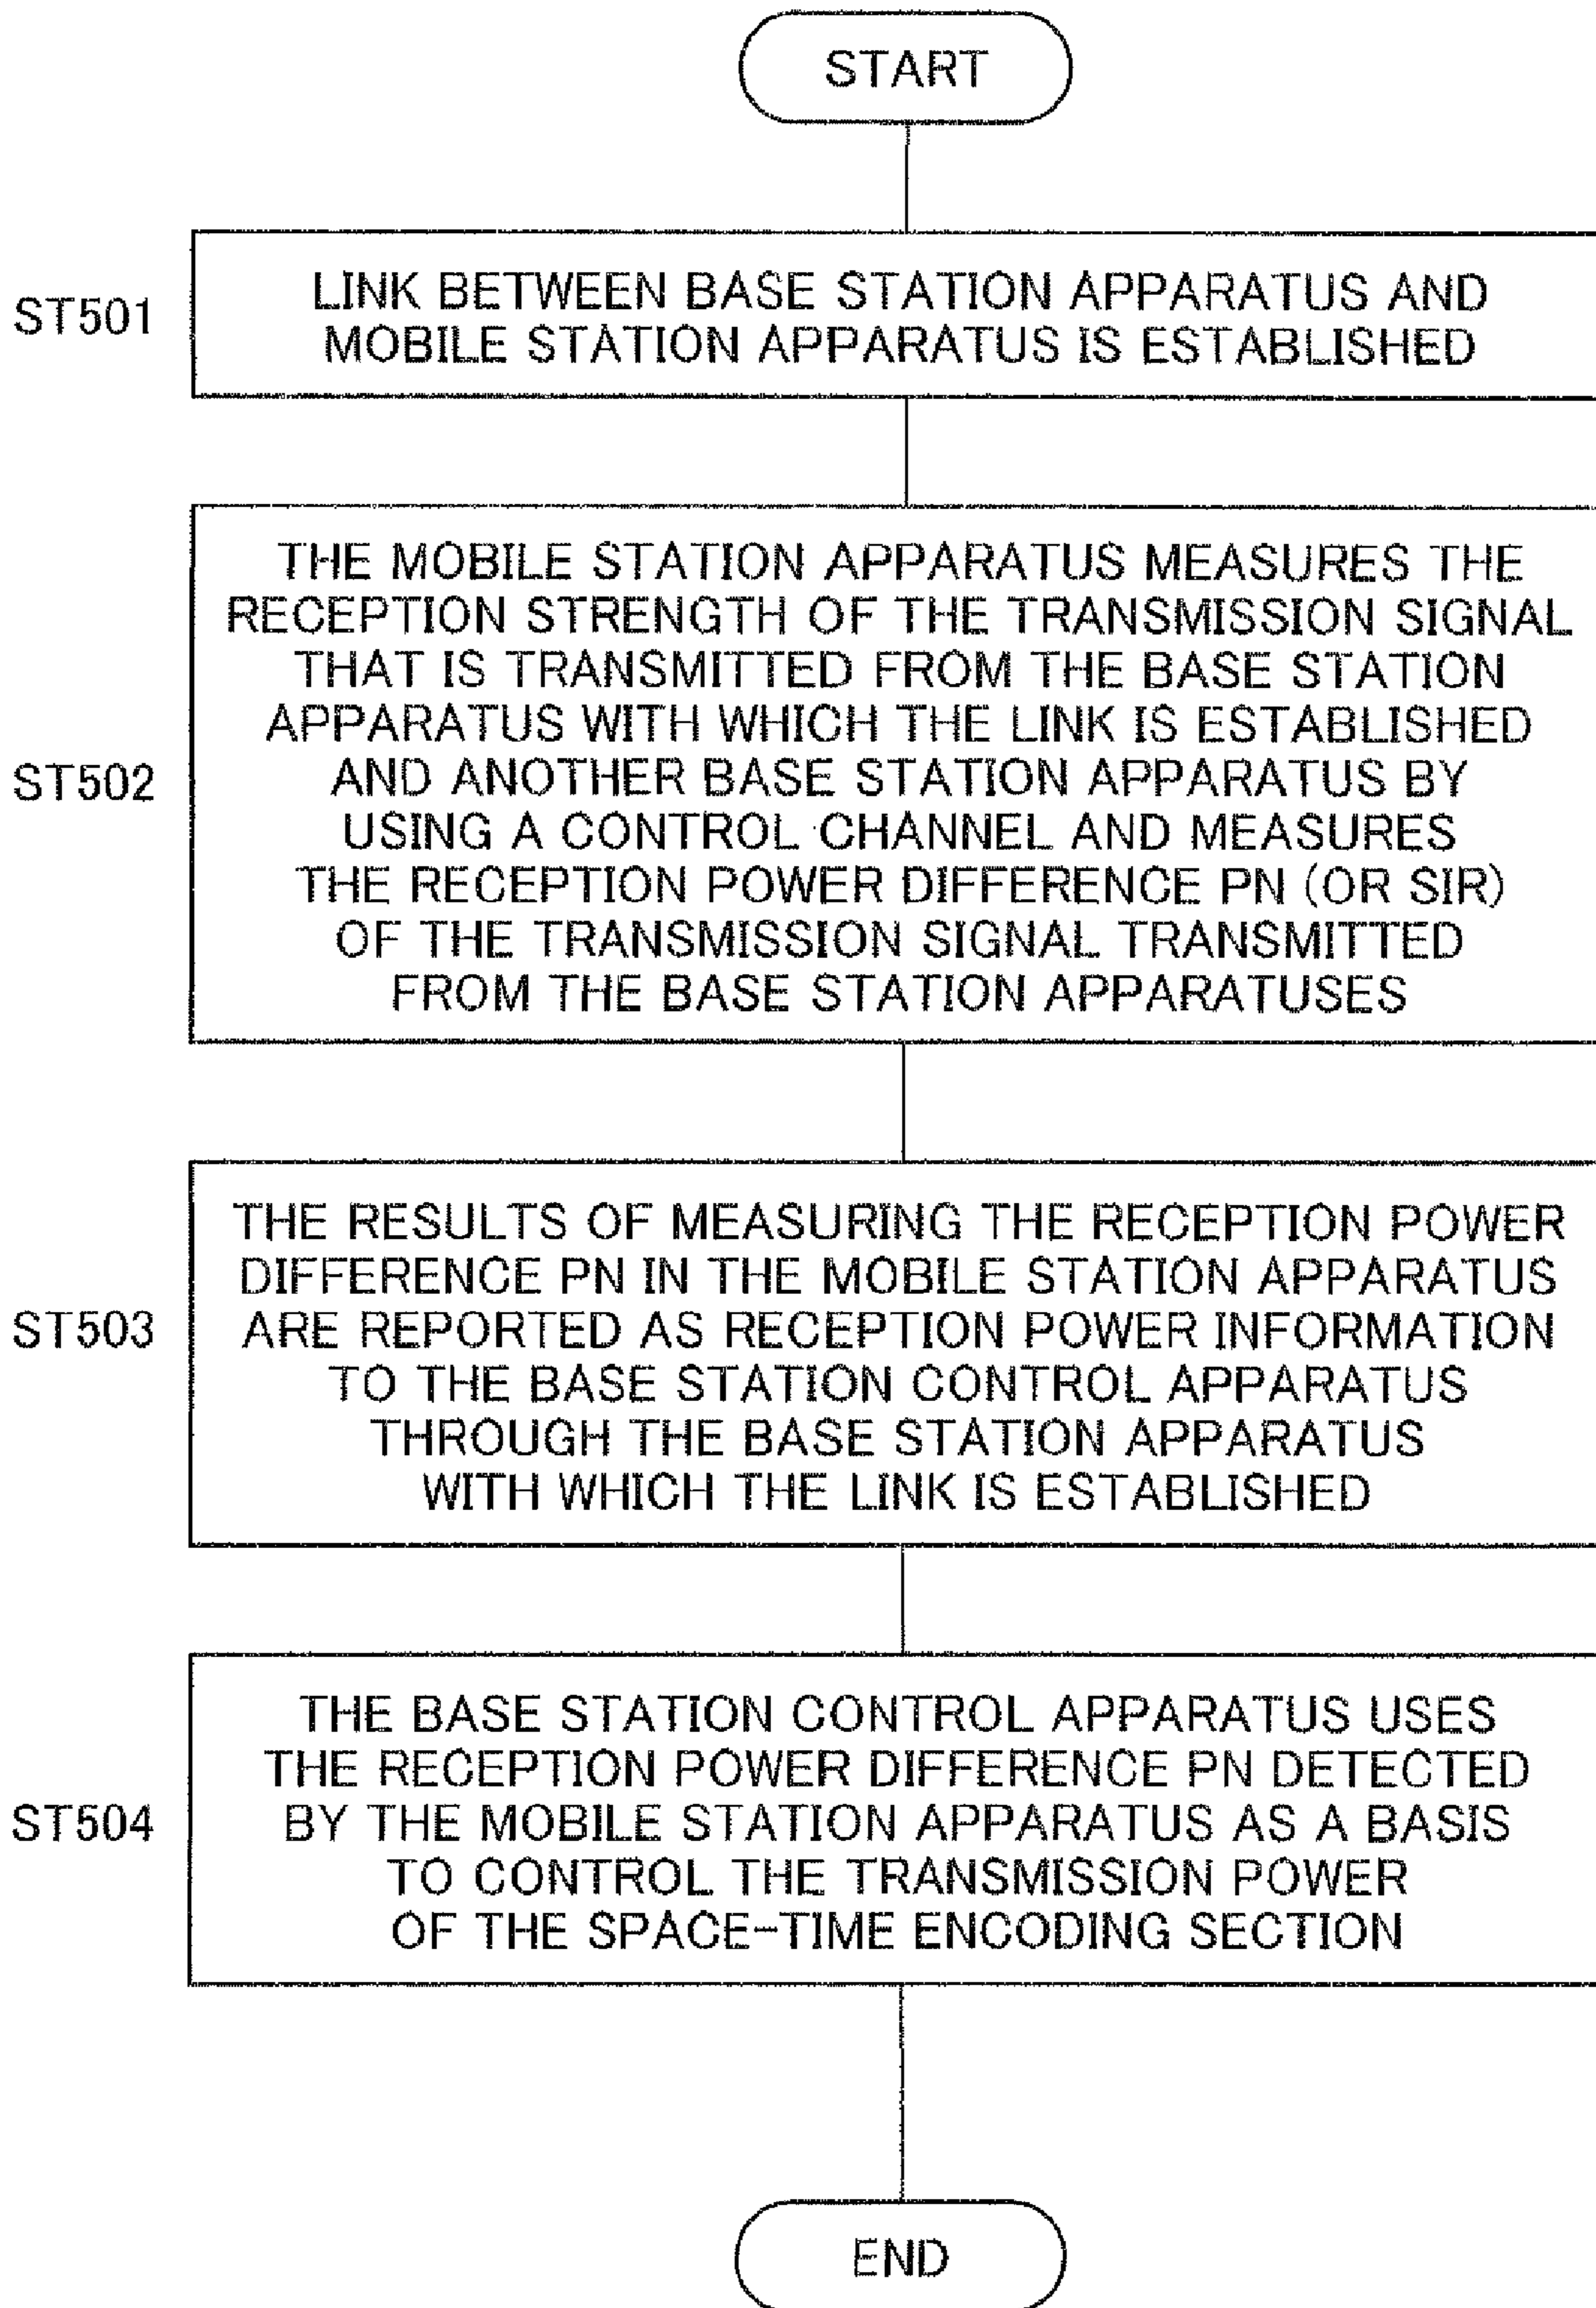 START
ST501
LINK BETWEEN BASE STATION APPARATUS AND
MOBILE STATION APPARATUS IS ESTABLISHED
ST502
THE MOBILE STATION APPARATUS MEASURES THE
RECEPTION STRENGTH OF THE TRANSMISSION SIGNAL
THAT IS TRANSMITTED FROM THE BASE STATION
APPARATUS WITH WHICH THE LINK IS ESTABLISHED
AND ANOTHER BASE STATION APPARATUS BY
USING A CONTROL CHANNEL AND MEASURES
THE RECEPTION POWER DIFFERENCE PN (OR SIR)
OF THE TRANSMISSION SIGNAL TRANSMITTED
FROM THE BASE STATION APPARATUSES
ST503
THE RESULTS OF MEASURING THE RECEPTION POWER
DIFFERENCE PN IN THE MOBILE STATION APPARATUS
ARE REPORTED AS RECEPTION POWER INFORMATION
TO THE BASE STATION CONTROL APPARATUS
THROUGH THE BASE STATION APPARATUS
WITH WHICH THE LINK IS ESTABLISHED
ST504
THE BASE STATION CONTROL APPARATUS USES
THE RECEPTION POWER DIFFERENCE PN DETECTED
BY THE MOBILE STATION APPARATUS AS A BASIS
TO CONTROL THE TRANSMISSION POWER
OF THE SPACE-TIME ENCODING SECTION
END